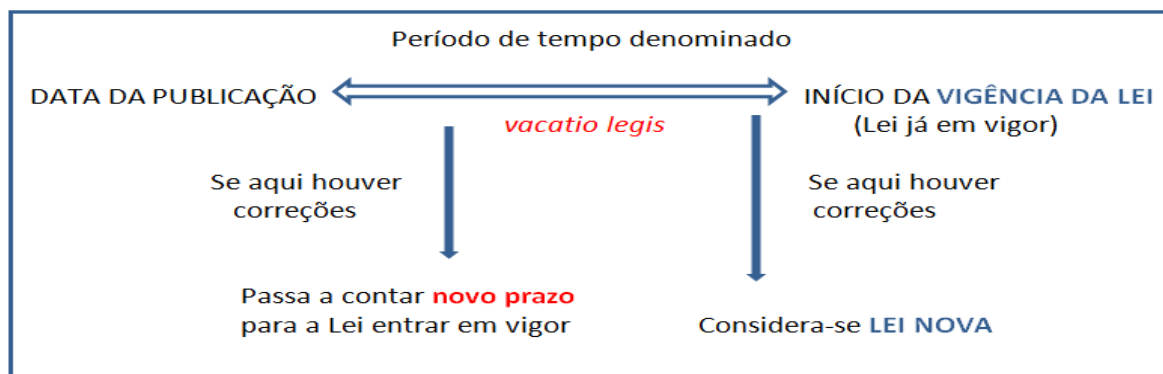 Período de tempo denominado
DATA DA PUBLICAÇÃO
INÍCIO DA VIGÊNCIA DA LEI
vacatio legis
(Lei já em vigor)
Se aqui houver
correções
Se aqui houver
correções
Passa a contar novo prazo
para a Lei entrar em vigor
Considera-se LEI NOVA